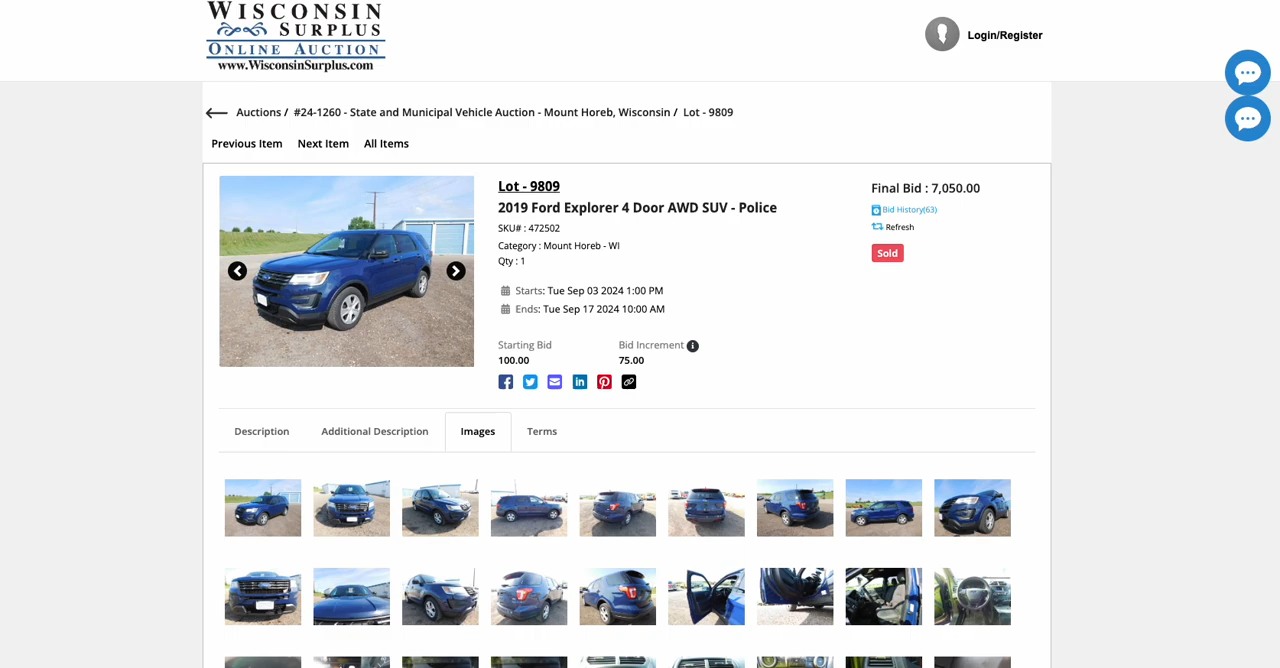 WISCONSIN
SURPLUS
ONLINE AUCTION
www.WisconsinSurplus.com
Login/Register
Auctions / #24-1260 - State and Municipal Vehicle Auction - Mount Horeb, Wisconsin / Lot - 9809
Previous Item Next Item All Items
Lot - 9809
2019 Ford Explorer 4 Door AWD SUV - Police
SKU# : 472502
Category : Mount Horeb - WI
Qty : 1
Starts: Tue Sep 03 2024 1:00 PM
Ends: Tue Sep 17 2024 10:00 AM
Starting Bid Bid Increment
100.00 75.00
Final Bid : 7,050.00
Bid History(63)
Refresh
Sold
Description Additional Description Images Terms